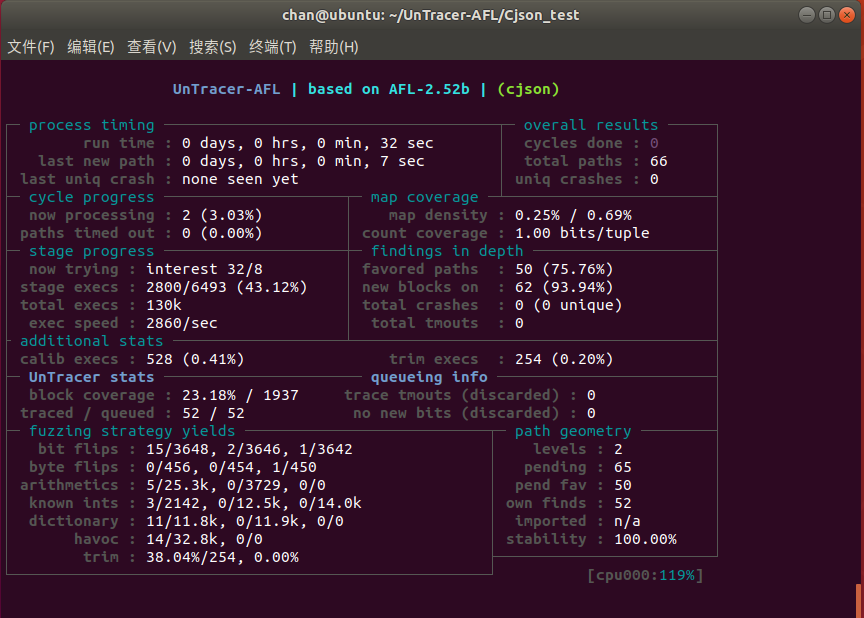 chan@ubuntu: ~/UnTracer-AFL/Cjson_test
文件(F) 编辑(E) 查看(V) 搜索(S) 终端(T) 帮助(H)
UnTracer-AFL | based on AFL-2.52b | (cjson)
process timing overall results
run time : 0 days, 0 hrs, 0 min, 32 sec cycles done : 0
last new path : 0 days, 0 hrs, 0 min, 7 sec total paths : 66
last uniq crash : none seen yet uniq crashes : 0
cycle progress map coverage
now processing : 2 (3.03%) map density : 0.25% / 0.69%
paths timed out : 0 (0.00%) count coverage : 1.00 bits/tuple
stage progress findings in depth
now trying : interest 32/8 favored paths : 50 (75.76%)
stage execs : 2800/6493 (43.12%) new blocks on : 62 (93.94%)
total execs : 130k total crashes : 0 (0 unique)
exec speed : 2860/sec total tmouts : 0
additional stats
calib execs : 528 (0.41%) trim execs : 254 (0.20%)
UnTracer stats queueing info
block coverage : 23.18% / 1937 trace tmouts (discarded) : 0
traced / queued : 52 / 52 no new bits (discarded) : 0
fuzzing strategy yields path geometry
bit flips : 15/3648, 2/3646, 1/3642 levels : 2
byte flips : 0/456, 0/454, 1/450 pending : 65
arithmetics : 5/25.3k, 0/3729, 0/0 pend fav : 50
known ints : 3/2142, 0/12.5k, 0/14.0k own finds : 52
dictionary : 11/11.8k, 0/11.9k, 0/0 imported : n/a
havoc : 14/32.8k, 0/0 stability : 100.00%
trim : 38.04%/254, 0.00%
[cpu000:119%]